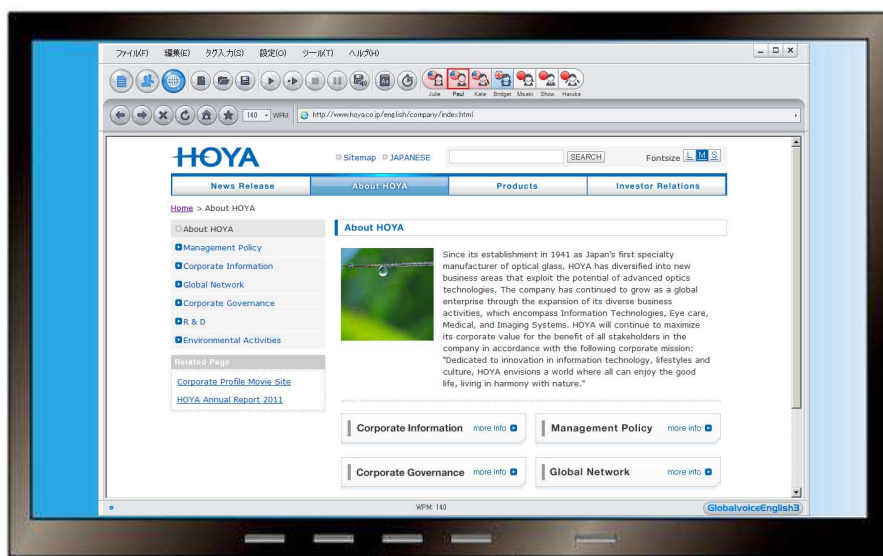 ファイル(F) 編集(E) タグ入力(S) 設定(O) ツール(T) ヘルプ(H)
Julie Paul Kate Bridget Misaki Show Haruka
140 WPM http://www.hoya.co.jp/english/company/index.html
HOYA
Sitemap JAPANESE SEARCH Fontsize L M S
News Release About HOYA Products Investor Relations
Home > About HOYA
About HOYA
Management Policy
Corporate Information
Global Network
Corporate Governance
R & D
Environmental Activities
Related Page
Corporate Profile Movie Site
HOYA Annual Report 2011
About HOYA
Since its establishment in 1941 as Japan's first specialty
manufacturer of optical glass, HOYA has diversified into new
business areas that exploit the potential of advanced optics
technologies. The company has continued to grow as a global
enterprise through the expansion of its diverse business
activities, which encompass Information Technologies, Eye care,
Medical, and Imaging Systems. HOYA will continue to maximize
its corporate value for the benefit of all stakeholders in the
company in accordance with the following corporate mission:
"Dedicated to innovation in information technology, lifestyles and
culture, HOYA envisions a world where all can enjoy the good
life, living in harmony with nature."
Corporate Information more info Management Policy more info
Corporate Governance more info Global Network more info
WPM: 140 GlobalvoiceEnglish3